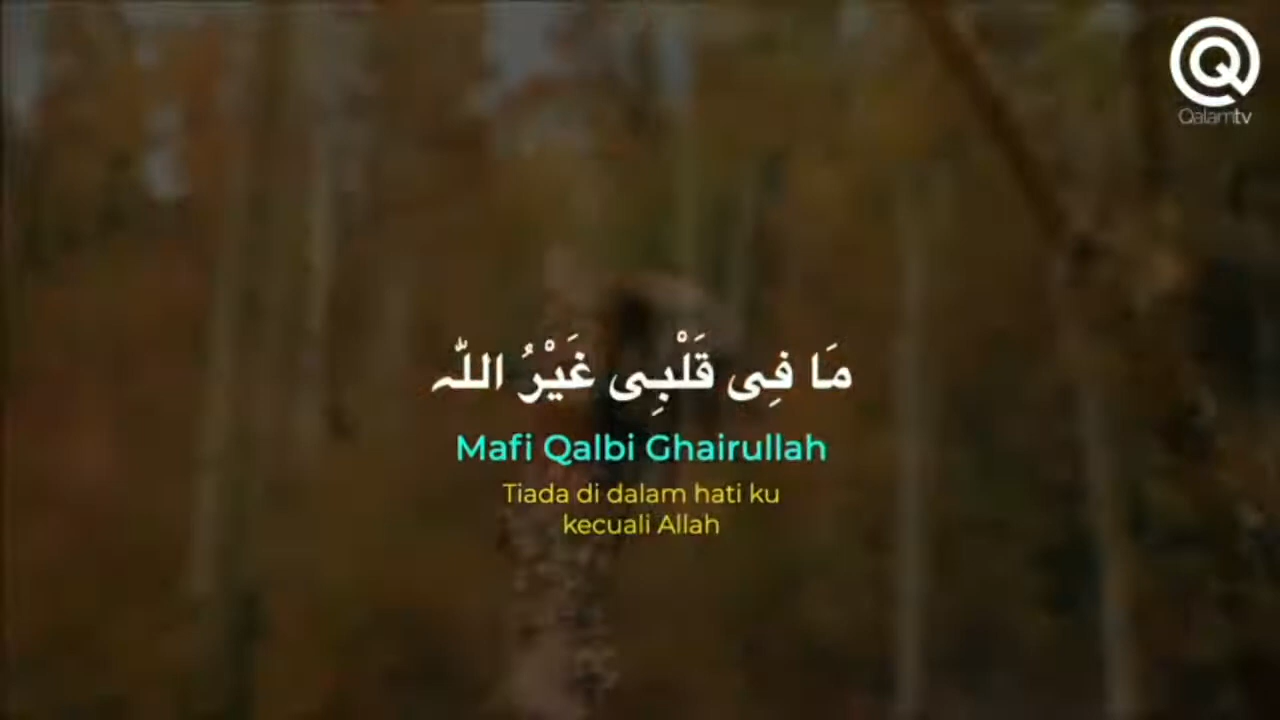 Qalamtv
مَا فِى قَلْبِى غَيْرُ اللّه
Mafi Qalbi Ghairullah
Tiada di dalam hati ku
kecuali Allah